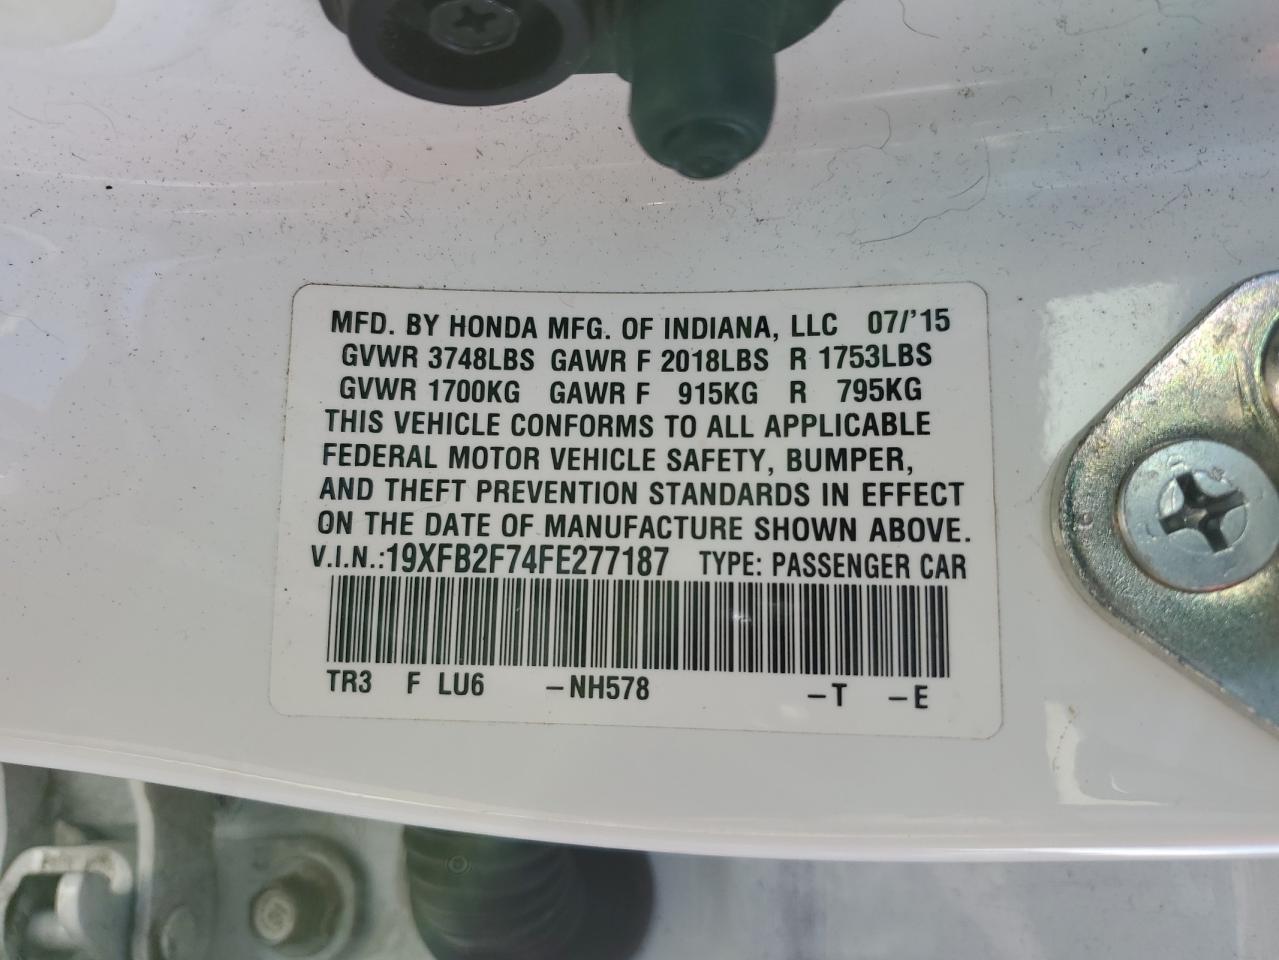 MFD. BY HONDA MFG. OF INDIANA, LLC 07/'15
GVWR 3748LBS GAWR F 2018LBS R 1753LBS
GVWR 1700KG GAWR F 915KG R 795KG
THIS VEHICLE CONFORMS TO ALL APPLICABLE
FEDERAL MOTOR VEHICLE SAFETY, BUMPER,
AND THEFT PREVENTION STANDARDS IN EFFECT
ON THE DATE OF MANUFACTURE SHOWN ABOVE.
V.I.N.:19XFB2F74FE277187 TYPE: PASSENGER CAR
TR3 F LU6 –NH578 –T –E